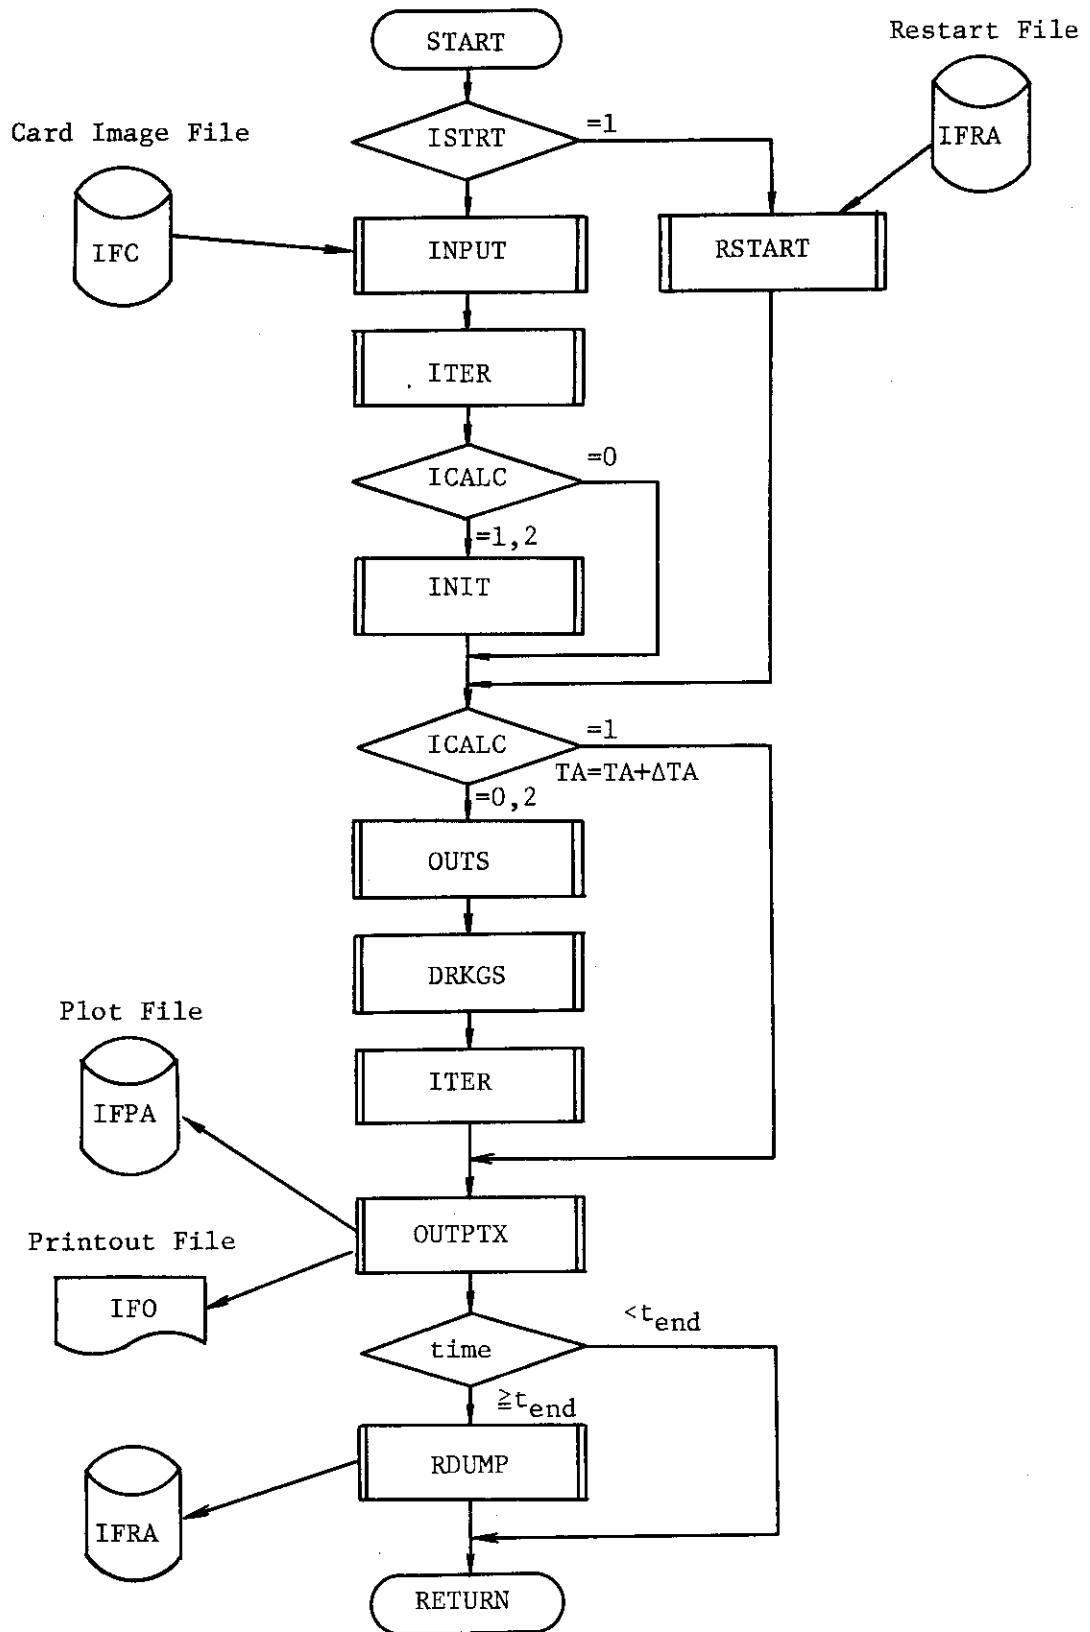 START
Restart File
ISTRT
=1
IFRA
Card Image File
IFC
INPUT
RSTART
ITER
ICALC
=0
=1,2
INIT
ICALC
=1
TA=TA+ΔTA
=0,2
OUTS
DRKGS
ITER
Plot File
IFPA
OUTPTX
Printout File
IFO
time
<tend
≧tend
RDUMP
IFRA
RETURN